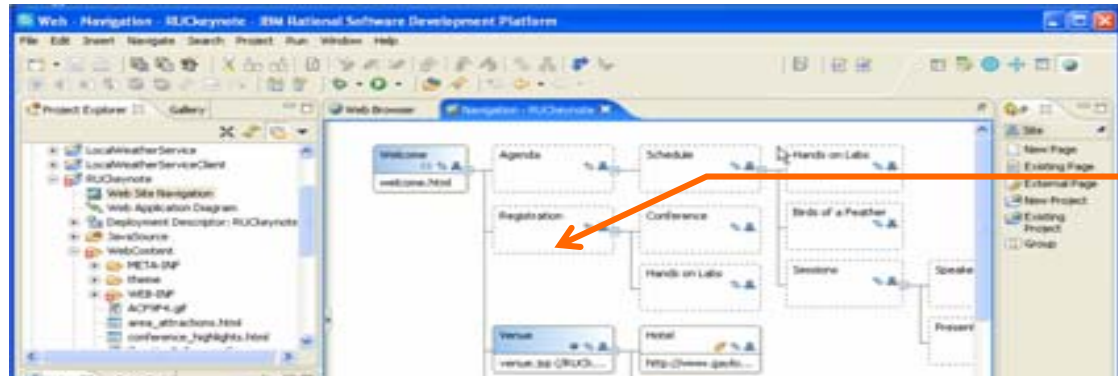 Web - Navigation - RUCkeynote - IBM Rational Software Development Platform
File Edit Insert Navigate Search Project Run Window Help
Project Explorer Gallery
Web Browser Navigation - RUCkeynote
LocalWeatherService
LocalWeatherServiceClient
RUCkeynote
Web Site Navigation
Web Application Diagram
Deployment Descriptor: RUCkeynote
JavaSource
WebContent
META-INF
theme
WEB-INF
area_attractions.html
conference_highlights.html
Welcome
welcome.html
Agenda
Schedule
Hands on Labs
Registration
Conference
Birds of a Feather
Hands on Labs
Sessions
Speake
Present
Venue
venue.jsp
Hotel
Site
New Page
Existing Page
External Page
New Project
Existing
Project
Group